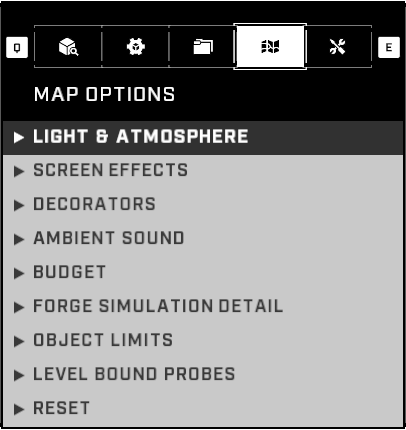 Q
E
MAP OPTIONS
LIGHT & ATMOSPHERE
SCREEN EFFECTS
DECORATORS
AMBIENT SOUND
BUDGET
FORGE SIMULATION DETAIL
OBJECT LIMITS
LEVEL BOUND PROBES
RESET